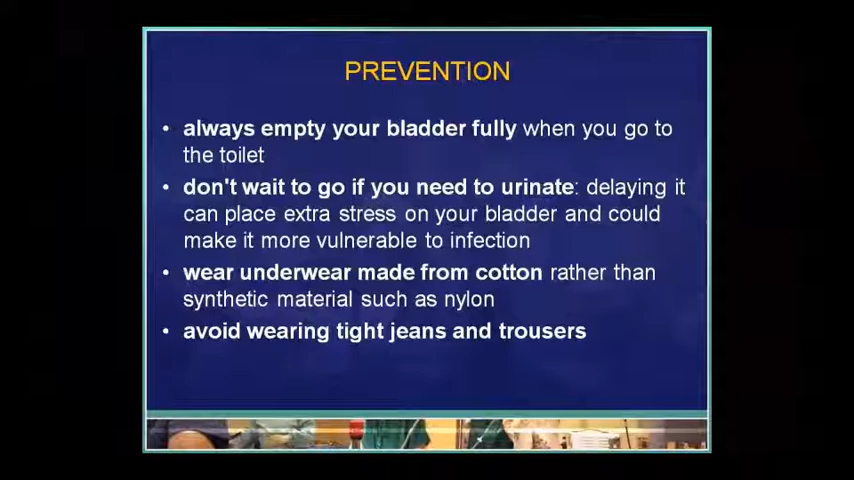 PREVENTION
• always empty your bladder fully when you go to
the toilet
• don't wait to go if you need to urinate: delaying it
can place extra stress on your bladder and could
make it more vulnerable to infection
• wear underwear made from cotton rather than
synthetic material such as nylon
• avoid wearing tight jeans and trousers